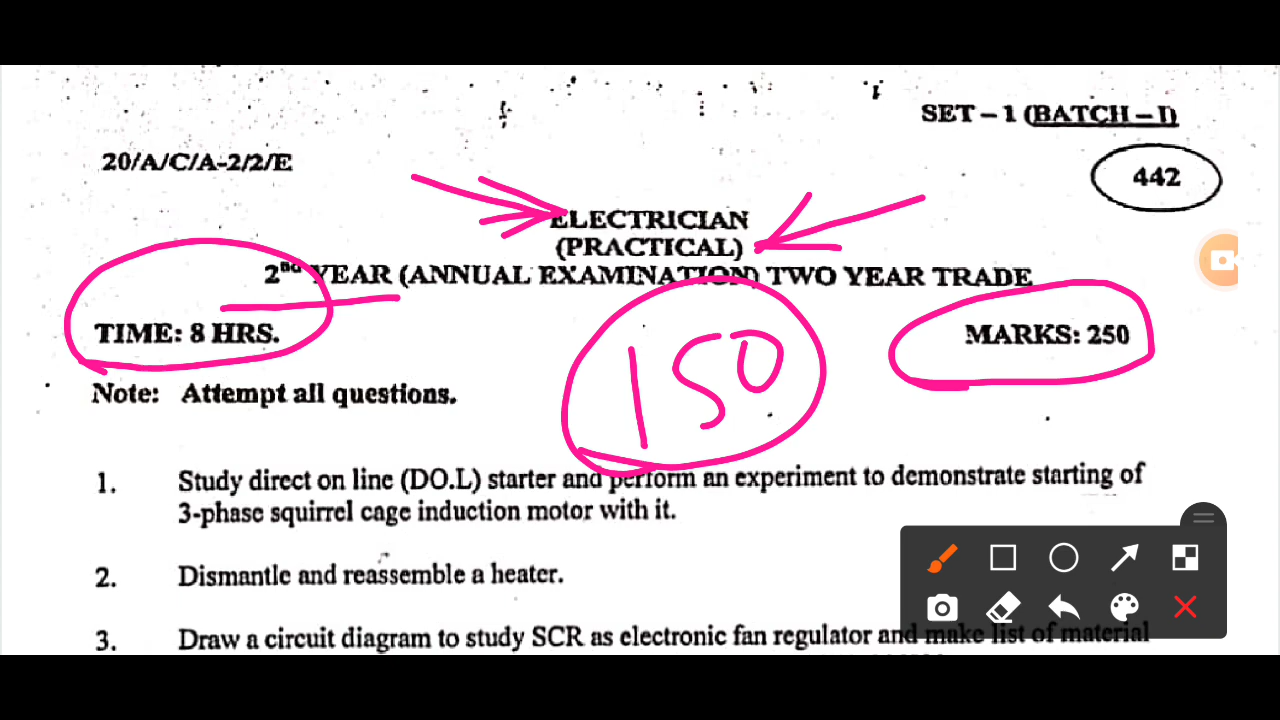 SET – 1 (BATCH – I)
20/A/C/A-2/2/E
442
ELECTRICIAN
(PRACTICAL)
2nd YEAR (ANNUAL EXAMINATION) TWO YEAR TRADE
TIME: 8 HRS.
MARKS: 250
150
Note: Attempt all questions.
1. Study direct on line (DO.L) starter and perform an experiment to demonstrate starting of
3-phase squirrel cage induction motor with it.
2. Dismantle and reassemble a heater.
3. Draw a circuit diagram to study SCR as electronic fan regulator and make list of material